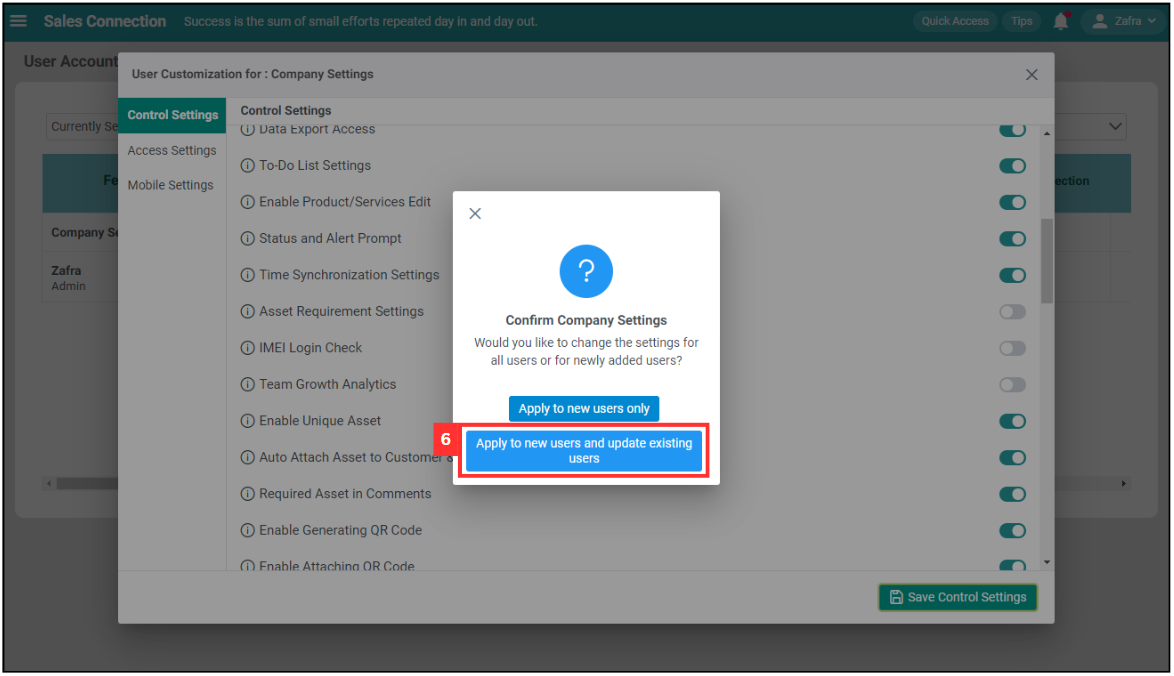 Sales Connection Success is the sum of small efforts repeated day in and day out. Quick Access Tips Zafra
User Account
User Customization for : Company Settings
Control Settings
Access Settings
Mobile Settings
Control Settings
Data Export Access
To-Do List Settings
Enable Product/Services Edit
Status and Alert Prompt
Time Synchronization Settings
Asset Requirement Settings
IMEI Login Check
Team Growth Analytics
Enable Unique Asset
Auto Attach Asset to Customer &
Required Asset in Comments
Enable Generating QR Code
Enable Attaching QR Code
Save Control Settings
Currently Se
Fe
ection
Company Se
Zafra
Admin
?
Confirm Company Settings
Would you like to change the settings for
all users or for newly added users?
Apply to new users only
6
Apply to new users and update existing
users